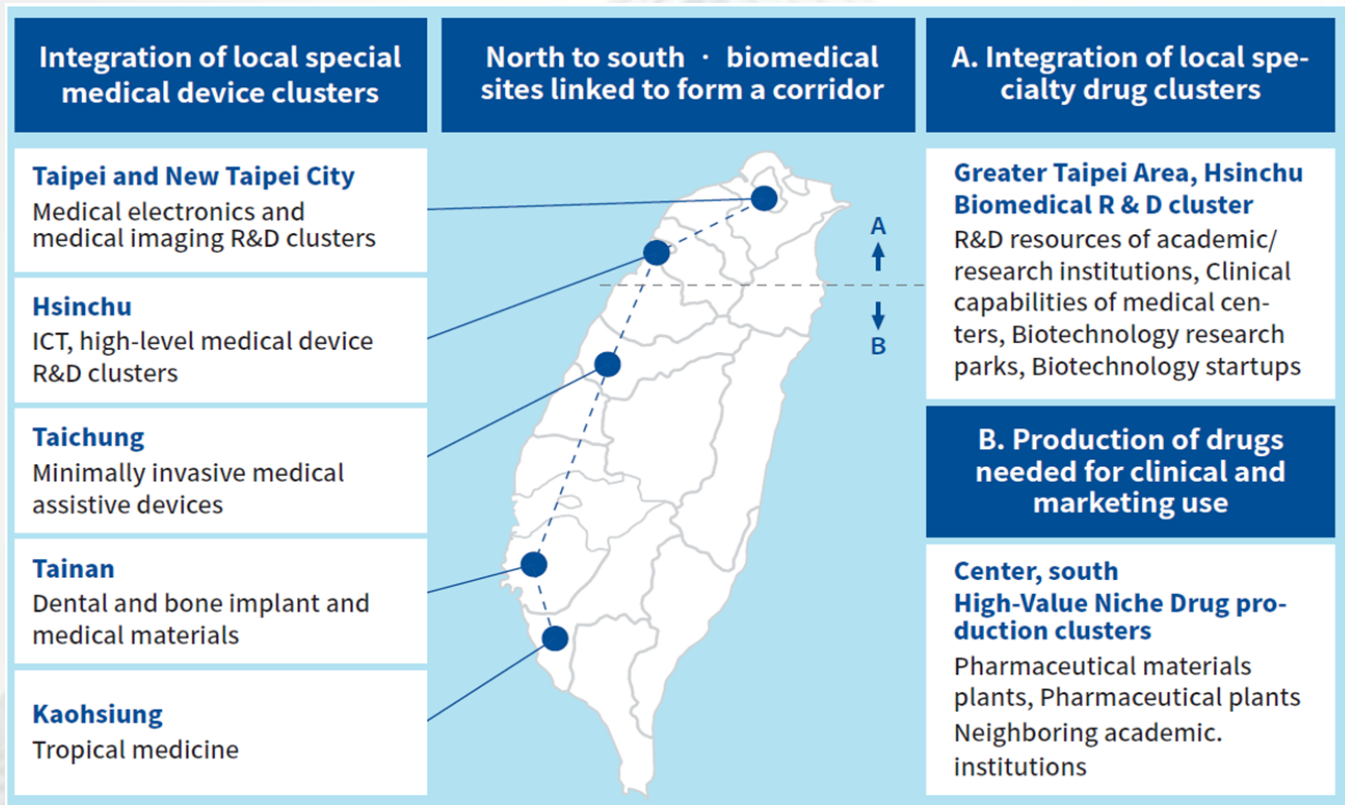 Integration of local special
medical device clusters
Taipei and New Taipei City
Medical electronics and
medical imaging R&D clusters
Hsinchu
ICT, high-level medical device
R&D clusters
Taichung
Minimally invasive medical
assistive devices
Tainan
Dental and bone implant and
medical materials
Kaohsiung
Tropical medicine
North to south · biomedical
sites linked to form a corridor
A
B
A. Integration of local spe-
cialty drug clusters
Greater Taipei Area, Hsinchu
Biomedical R & D cluster
R&D resources of academic/
research institutions, Clinical
capabilities of medical cen-
ters, Biotechnology research
parks, Biotechnology startups
B. Production of drugs
needed for clinical and
marketing use
Center, south
High-Value Niche Drug pro-
duction clusters
Pharmaceutical materials
plants, Pharmaceutical plants
Neighboring academic.
institutions